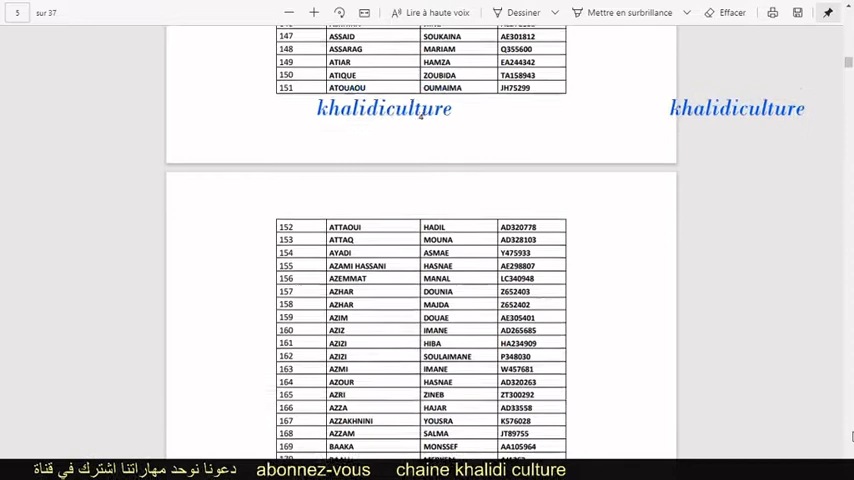 5 sur 37 Lire à haute voix Dessiner Mettre en surbrillance Effacer
147 ASSAID SOUKAINA AE301812
148 ASSARAG MARIAM Q355600
149 ATIAR HAMZA EA244342
150 ATIQUE ZOUBIDA TA158943
151 ATOUAOU OUMAIMA JH75299
khalidiculture khalidiculture
4
152 ATTAOUI HADIL AD320778
153 ATTAQ MOUNA AD328103
154 AYADI ASMAE Y475933
155 AZAMI HASSANI HASNAE AE298807
156 AZEMMAT MANAL LC340948
157 AZHAR DOUNIA Z652403
158 AZHAR MAJDA Z652402
159 AZIM DOUAE AE305401
160 AZIZ IMANE AD265685
161 AZIZI HIBA HA234909
162 AZIZI SOULAIMANE P348030
163 AZMI IMANE W457681
164 AZOUR HASNAE AD320263
165 AZRI ZINEB ZT300292
166 AZZA HAJAR AD33558
167 AZZAKHNINI YOUSRA K576028
168 AZZAM SALMA JT89755
169 BAAKA MONSSEF AA105964
دعونا نوحد مهاراتنا اشترك في قناة abonnez-vous chaine khalidi culture